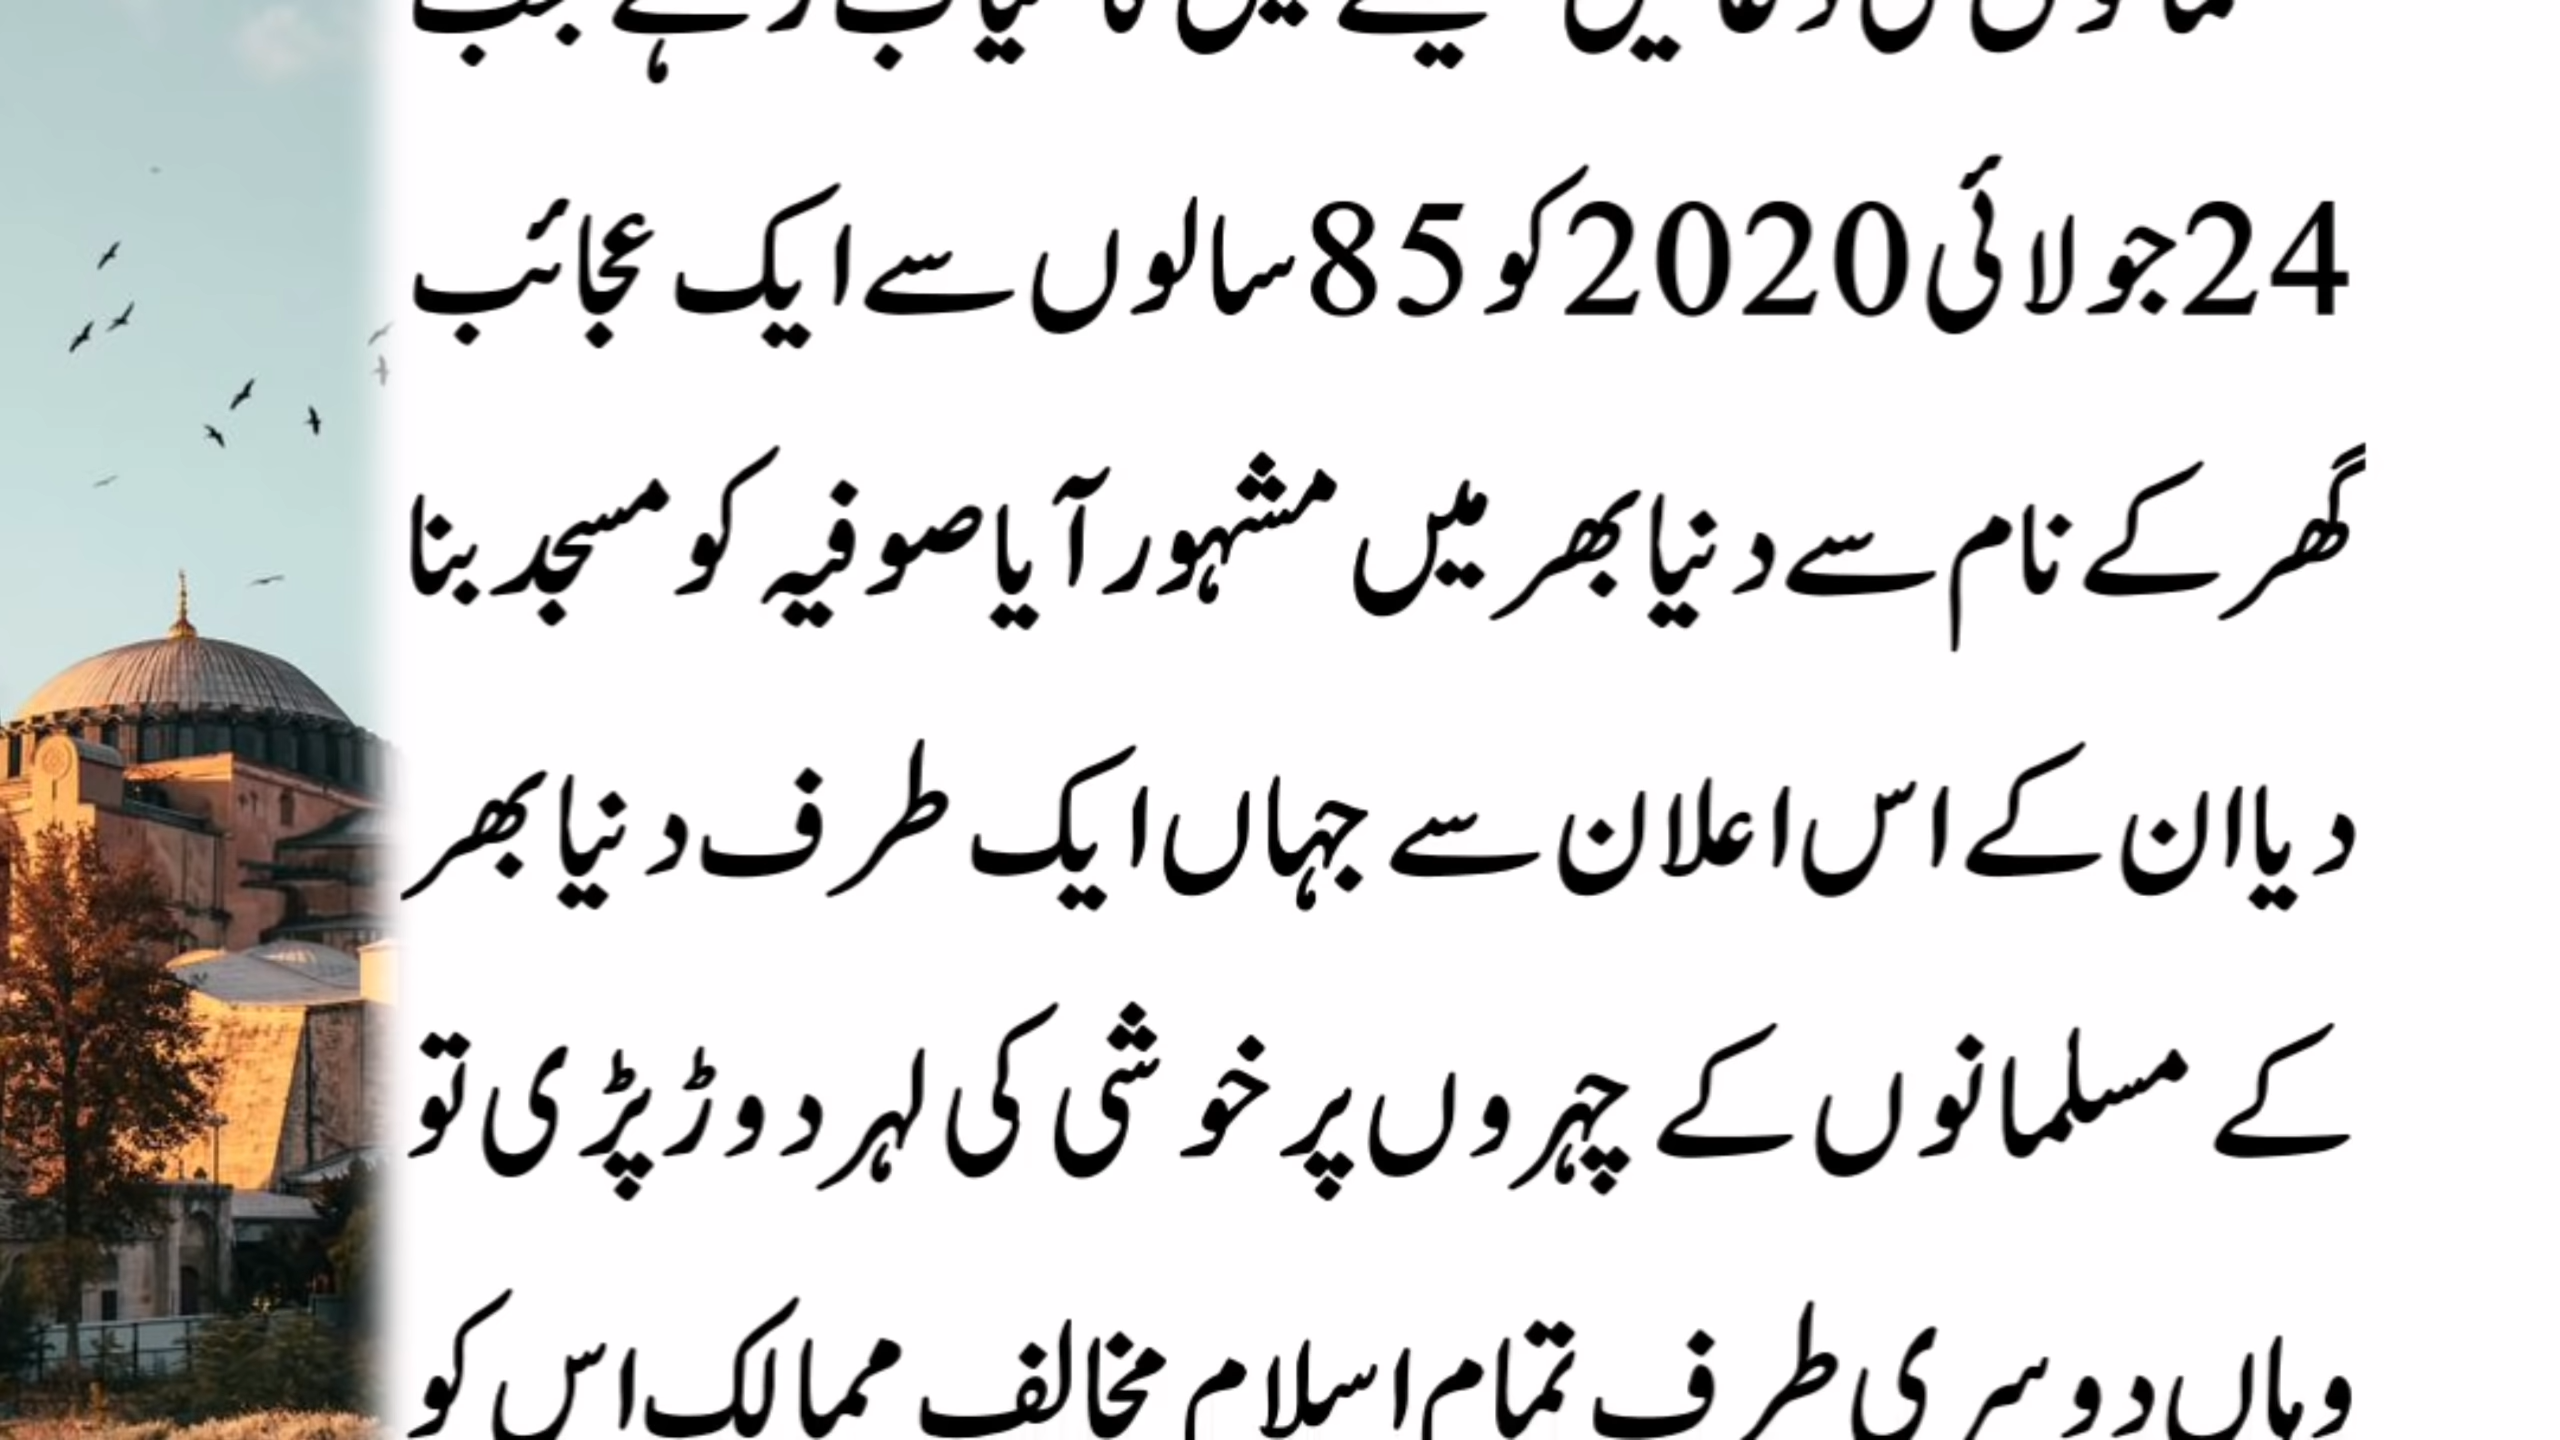 24 جولائی 2020 کو 85 سالوں سے ایک عجائب
گھر کے نام سے دنیا بھر میں مشہور آیا صوفیہ کو مسجد بنا
دیا ان کے اس اعلان سے جہاں ایک طرف دنیا بھر
کے مسلمانوں کے چہروں پر خوشی کی لہر دوڑ پڑی تو
وہاں دوسری طرف تمام اسلام مخالف ممالک اس کو